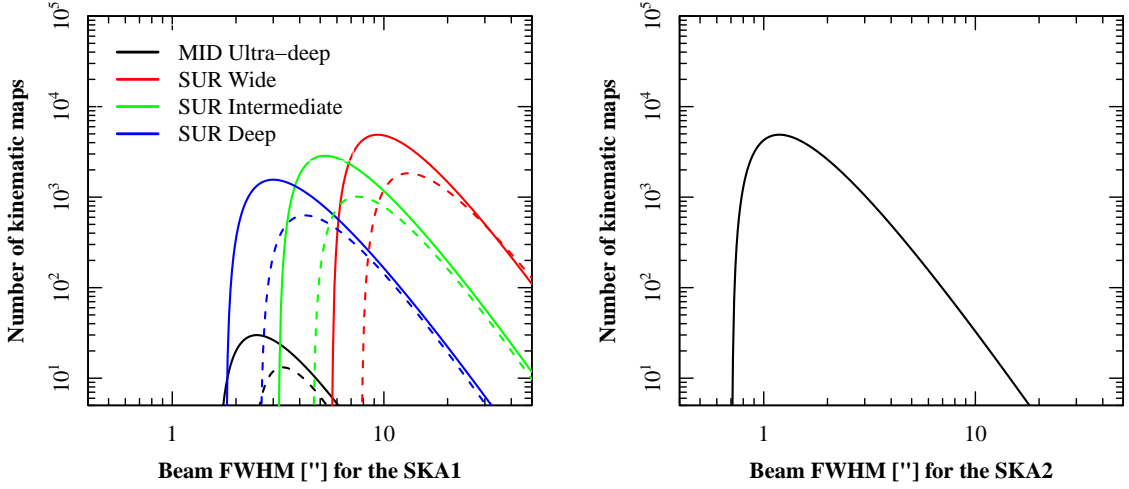 Number of kinematic maps
10^5
10^4
10^3
10^2
10^1
MID Ultra−deep
SUR Wide
SUR Intermediate
SUR Deep
1
10
Beam FWHM ["] for the SKA1
Number of kinematic maps
10^5
10^4
10^3
10^2
10^1
1
10
Beam FWHM ["] for the SKA2